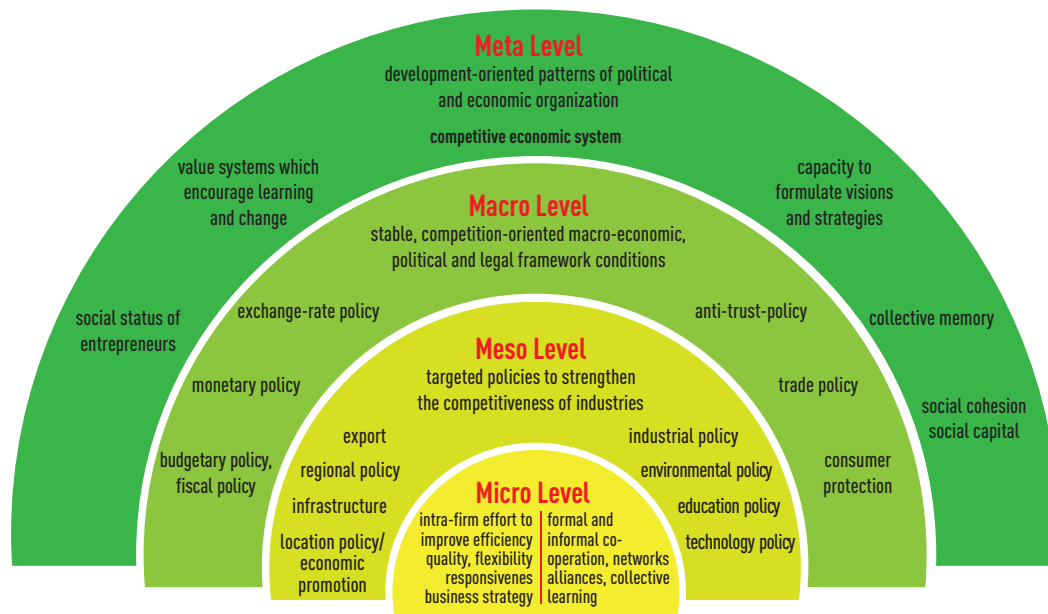 Meta Level
development-oriented patterns of political
and economic organization
competitive economic system
value systems which
encourage learning
and change
capacity to
formulate visions
and strategies
social status of
entrepreneurs
collective memory
social cohesion
social capital
Macro Level
stable, competition-oriented macro-economic,
political and legal framework conditions
exchange-rate policy
anti-trust-policy
monetary policy
trade policy
budgetary policy,
fiscal policy
consumer
protection
Meso Level
targeted policies to strengthen
the competitiveness of industries
export
industrial policy
regional policy
environmental policy
infrastructure
education policy
location policy/
economic
promotion
technology policy
Micro Level
intra-firm effort to
improve efficiency
quality, flexibility
responsivenes
business strategy
formal and
informal co-
operation, networks
alliances, collective
learning